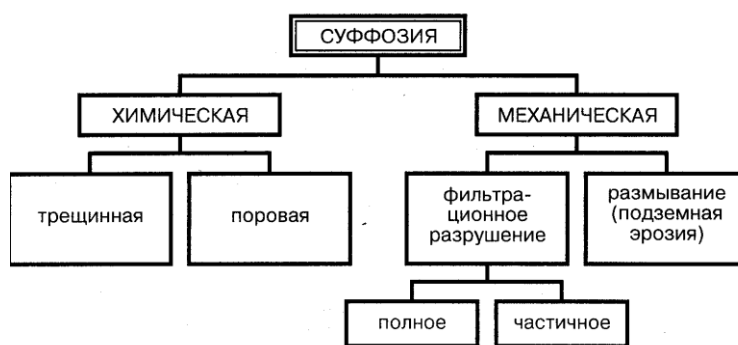 СУФФОЗИЯ
ХИМИЧЕСКАЯ
МЕХАНИЧЕСКАЯ
трещинная
поровая
фильтра-
ционное
разрушение
размывание
(подземная
эрозия)
полное
частичное